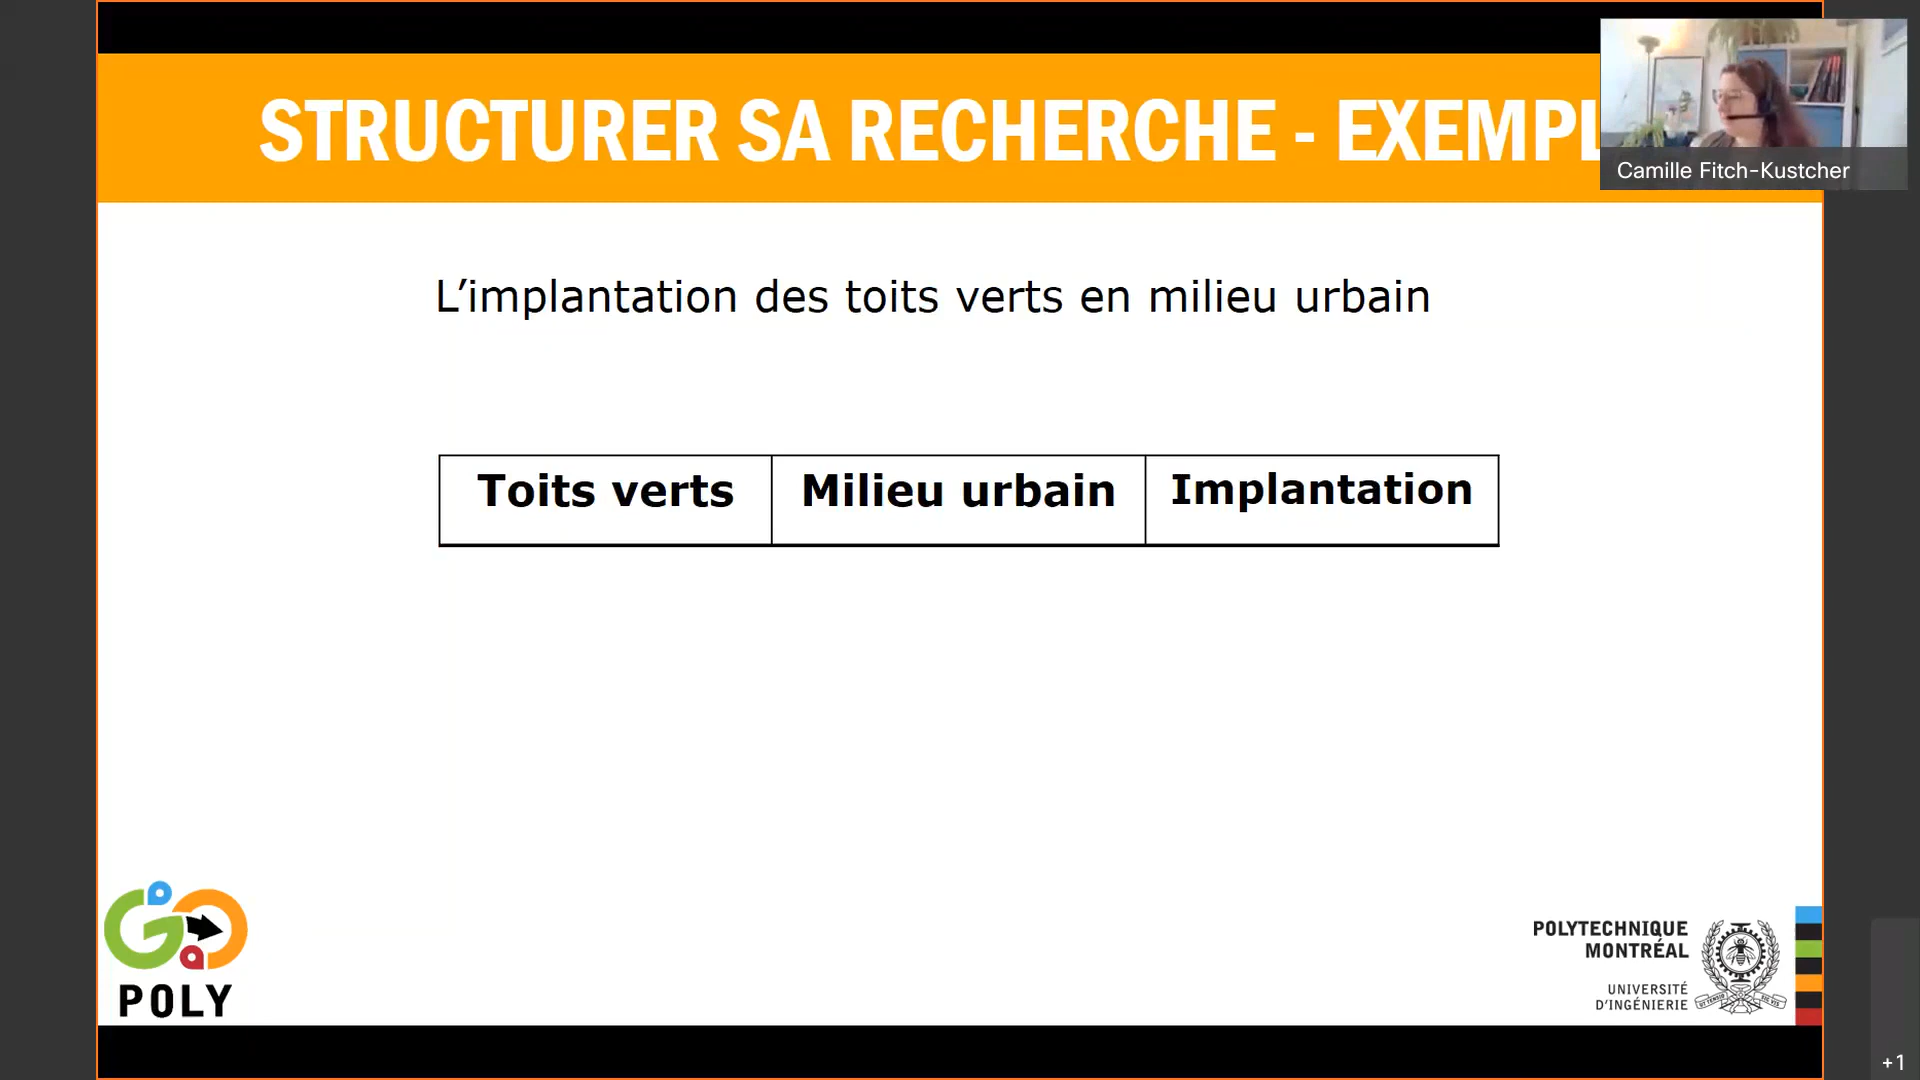 STRUCTURER SA RECHERCHE - EXEMPL
Camille Fitch-Kustcher
L’implantation des toits verts en milieu urbain
Toits verts
Milieu urbain
Implantation
POLY
POLYTECHNIQUE
MONTRÉAL
UNIVERSITÉ
D’INGÉNIERIE
+1